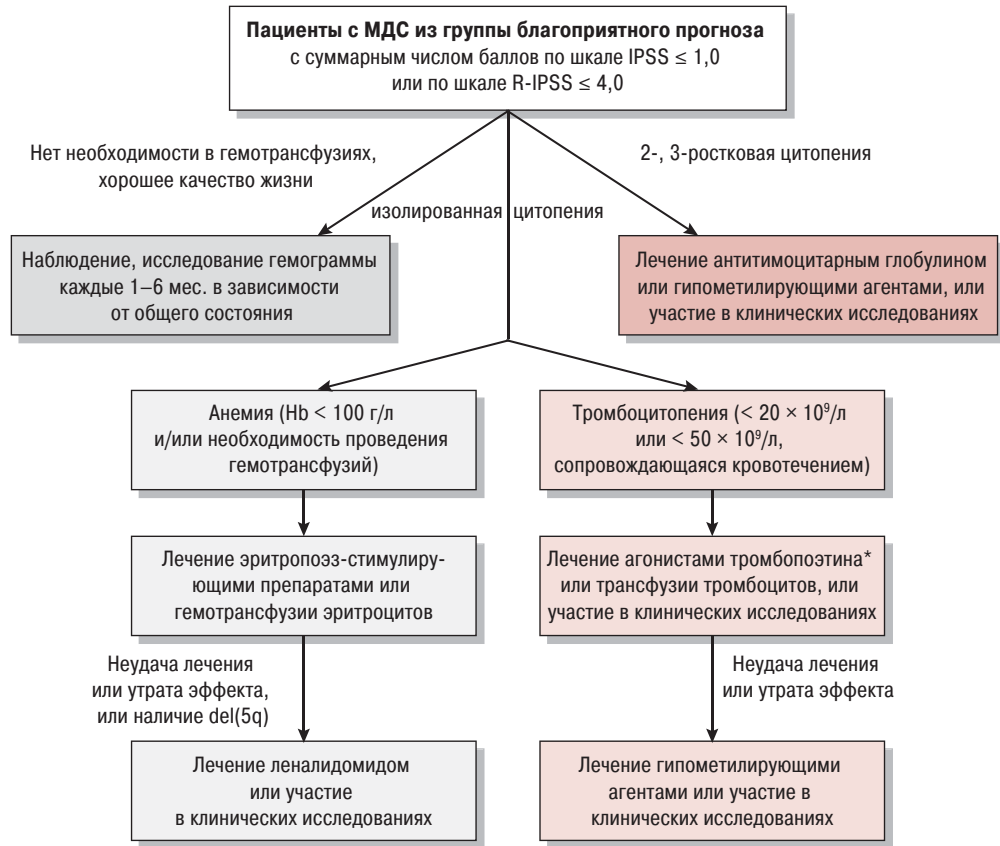 Пациенты с МДС из группы благоприятного прогноза
с суммарным числом баллов по шкале IPSS ≤ 1,0
или по шкале R-IPSS ≤ 4,0
Нет необходимости в гемотрансфузиях,
хорошее качество жизни
2-, 3-ростковая цитопения
изолированная цитопения
Наблюдение, исследование гемограммы
каждые 1–6 мес. в зависимости
от общего состояния
Лечение антитимоцитарным глобулином
или гипометилирующими агентами, или
участие в клинических исследованиях
Анемия (Hb < 100 г/л
и/или необходимость проведения
гемотрансфузий)
Тромбоцитопения (< 20 × 10⁹/л
или < 50 × 10⁹/л,
сопровождающаяся кровотечением)
Лечение эритропоэз-стимулиру-
ющими препаратами или
гемотрансфузии эритроцитов
Лечение агонистами тромбопоэтина*
или трансфузии тромбоцитов, или
участие в клинических исследованиях
Неудача лечения
или утрата эффекта,
или наличие del(5q)
Неудача лечения
или утрата эффекта
Лечение леналидомидом
или участие
в клинических исследованиях
Лечение гипометилирующими
агентами или участие в
клинических исследованиях